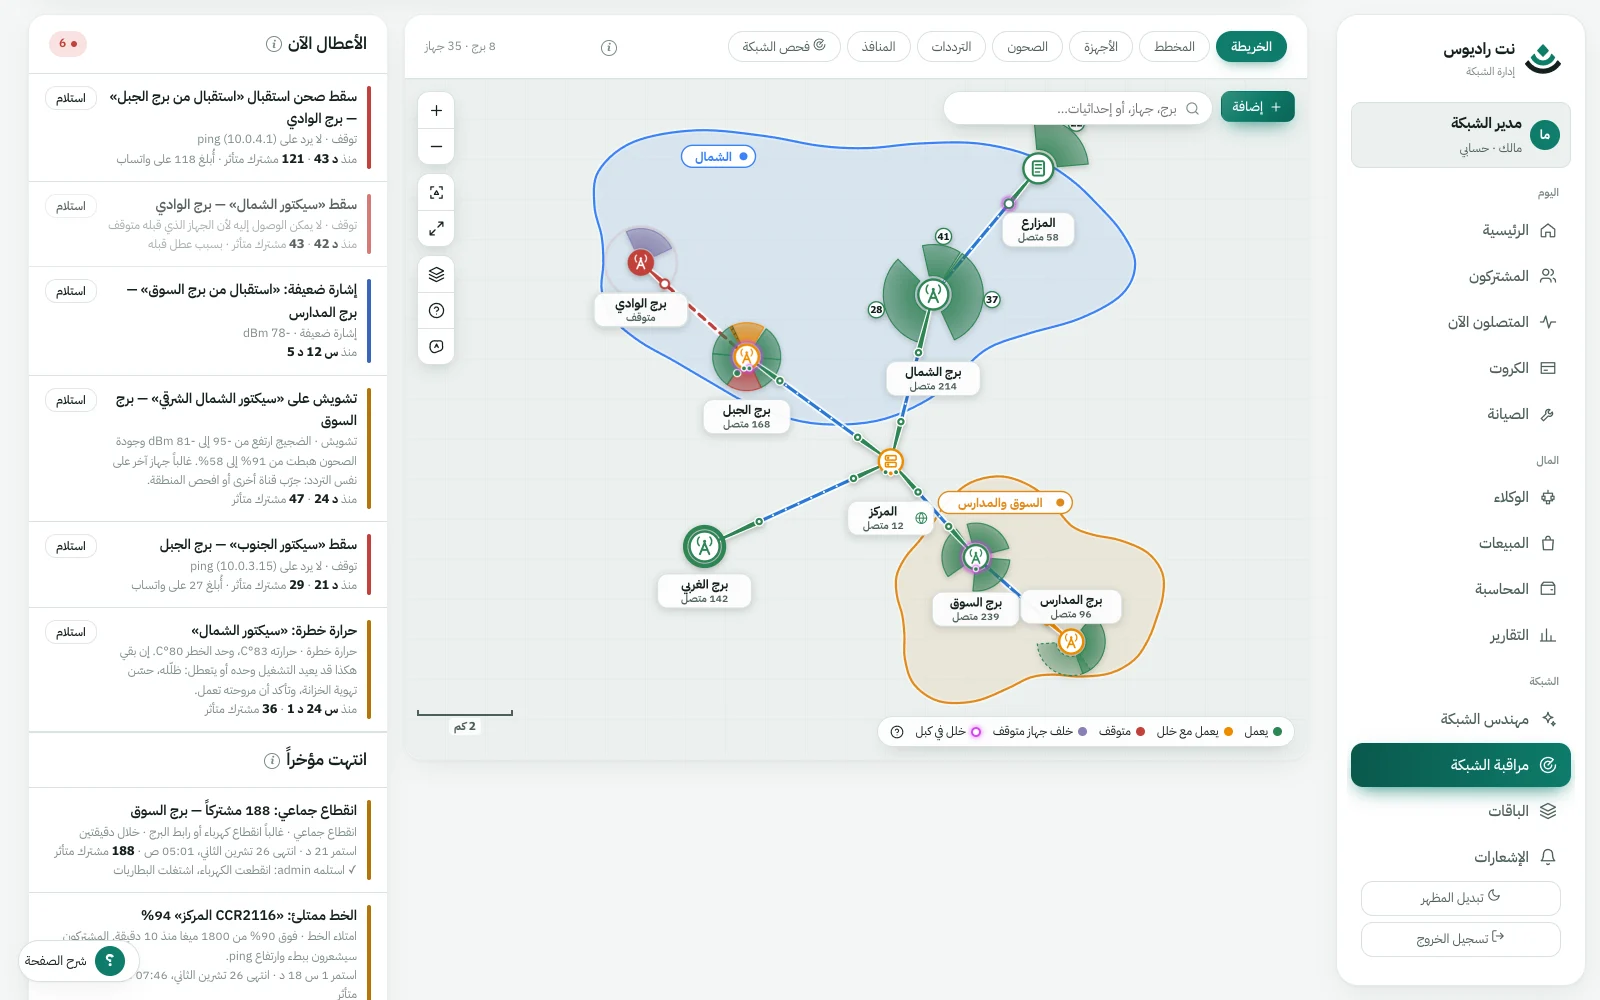 نت راديوس
إدارة الشبكة
ما
مدير الشبكة
مالك · حسابي
اليوم
الرئيسية
المشتركون
المتصلون الآن
الكروت
الصيانة
المال
الوكلاء
المبيعات
المحاسبة
التقارير
الشبكة
مهندس الشبكة
مراقبة الشبكة
الباقات
الإشعارات
تبديل المظهر
تسجيل الخروج
الخريطة
المخطط
الأجهزة
الصحون
الترددات
المنافذ
فحص الشبكة
8 برج · 35 جهاز
+ إضافة
برج، جهاز، أو إحداثيات...
الشمال
المزارع
58 متصل
41
37
28
برج الوادي
متوقف
برج الشمال
214 متصل
برج الجبل
168 متصل
السوق والمدارس
المركز
12 متصل
برج الغربي
142 متصل
برج السوق
239 متصل
برج المدارس
96 متصل
2 كم
يعمل
يعمل مع خلل
متوقف
خلف جهاز متوقف
خلل في كبل
الأعطال الآن
6
سقط صحن استقبال «استقبال من برج الجبل»
— برج الوادي
توقف · لا يرد على ping (10.0.4.1)
منذ 43 د · 121 مشترك متأثر · أُبلغ 118 على واتساب
استلام
سقط «سيكتور الشمال» — برج الوادي
توقف · لا يمكن الوصول إليه لأن الجهاز الذي قبله متوقف
منذ 42 د · 43 مشترك متأثر · بسبب عطل قبله
استلام
إشارة ضعيفة: «استقبال من برج السوق» —
برج المدارس
إشارة ضعيفة · -78 dBm
منذ 5 س 12 د
استلام
تشويش على «سيكتور الشمال الشرقي» — برج
السوق
تشويش · الضجيج ارتفع من -95 إلى -81 dBm وجودة
الصحون هبطت من 91% إلى 58%. غالباً جهاز آخر على
نفس التردد: جرّب قناة أخرى أو افحص المنطقة.
منذ 24 د · 47 مشترك متأثر
استلام
سقط «سيكتور الجنوب» — برج الجبل
توقف · لا يرد على ping (10.0.3.15)
منذ 21 د · 29 مشترك متأثر · أُبلغ 27 على واتساب
استلام
حرارة خطرة: «سيكتور الشمال»
حرارة خطرة · حرارته 83°C، وحد الخطر 80°C. إن بقي
هكذا قد يعيد التشغيل وحده أو يتعطل: ظلّله، حسّن
تهوية الخزانة، وتأكد أن مروحته تعمل.
منذ 1 س 24 د · 36 مشترك متأثر
استلام
انتهت مؤخراً
انقطاع جماعي: 188 مشتركاً — برج السوق
انقطاع جماعي · غالباً انقطاع كهرباء أو رابط البرج · خلال دقيقتين
استمر 21 د · انتهى 26 تشرين الثاني، 05:01 ص · 188 مشترك متأثر
✓ استلمه admin: انقطعت الكهرباء، اشتغلت البطاريات
الخط ممتلئ: «CCR2116 المركز» 94%
امتلاء الخط · فوق 90% من 1800 ميغا منذ 10 دقيقة. المشتركون
سيشعرون ببطء وارتفاع ping.
استمر 1 س 18 د · انتهى 26 تشرين الثاني، 07:46
متأثر
شرح الصفحة
؟